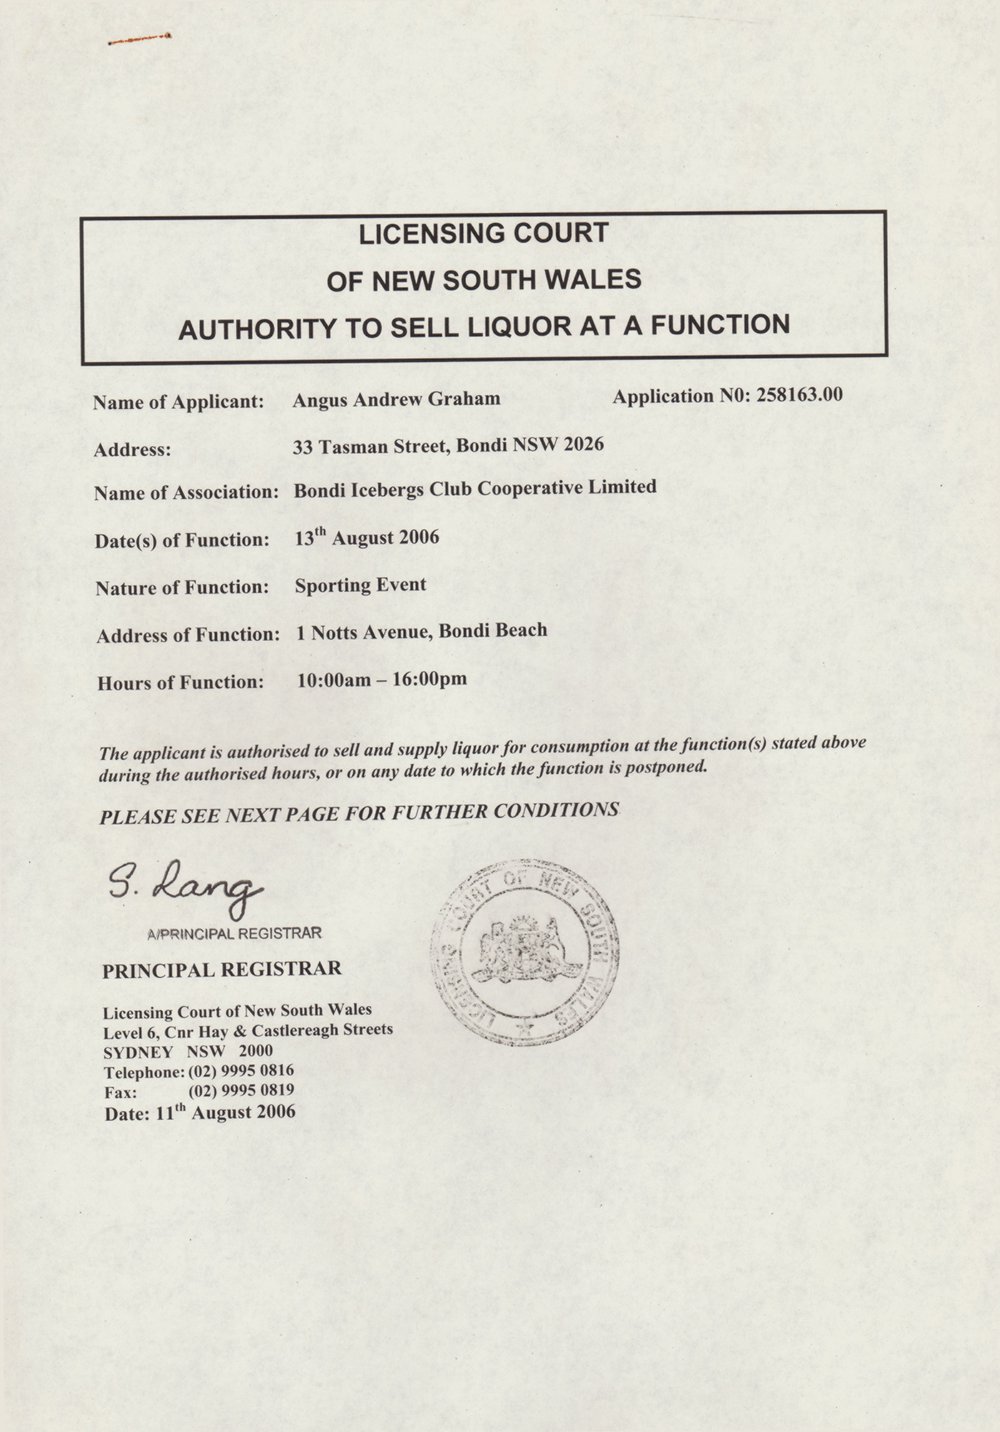 LICENSING COURT
OF NEW SOUTH WALES
AUTHORITY TO SELL LIQUOR AT A FUNCTION
Name of Applicant: Angus Andrew Graham Application N0: 258163.00
Address: 33 Tasman Street, Bondi NSW 2026
Name of Association: Bondi Icebergs Club Cooperative Limited
Date(s) of Function: 13th August 2006
Nature of Function: Sporting Event
Address of Function: 1 Notts Avenue, Bondi Beach
Hours of Function: 10:00am – 16:00pm
The applicant is authorised to sell and supply liquor for consumption at the function(s) stated above
during the authorised hours, or on any date to which the function is postponed.
PLEASE SEE NEXT PAGE FOR FURTHER CONDITIONS
S. Lang
A/PRINCIPAL REGISTRAR
PRINCIPAL REGISTRAR
LICENSING COURT OF NEW SOUTH WALES
Licensing Court of New South Wales
Level 6, Cnr Hay & Castlereagh Streets
SYDNEY NSW 2000
Telephone: (02) 9995 0816
Fax: (02) 9995 0819
Date: 11th August 2006